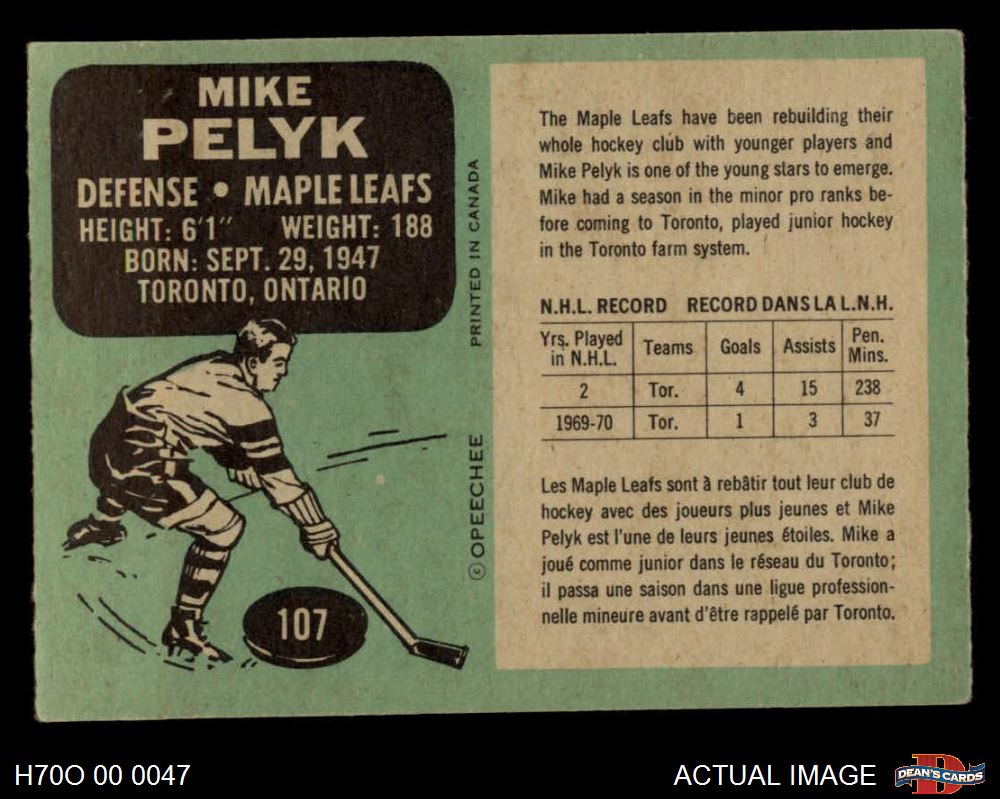 MIKE
PELYK
DEFENSE • MAPLE LEAFS
HEIGHT: 6'1" WEIGHT: 188
BORN: SEPT. 29, 1947
TORONTO, ONTARIO
107
©OPEECHEE PRINTED IN CANADA
The Maple Leafs have been rebuilding their
whole hockey club with younger players and
Mike Pelyk is one of the young stars to emerge.
Mike had a season in the minor pro ranks be-
fore coming to Toronto, played junior hockey
in the Toronto farm system.
N.H.L. RECORD RECORD DANS LA L.N.H.
Yrs. Played in N.H.L. Teams Goals Assists Pen. Mins.
2 Tor. 4 15 238
1969-70 Tor. 1 3 37
Les Maple Leafs sont à rebâtir tout leur club de
hockey avec des joueurs plus jeunes et Mike
Pelyk est l'une de leurs jeunes étoiles. Mike a
joué comme junior dans le réseau du Toronto;
il passa une saison dans une ligue profession-
nelle mineure avant d'être rappelé par Toronto.
H70O 00 0047
ACTUAL IMAGE
D
DEAN'S CARDS